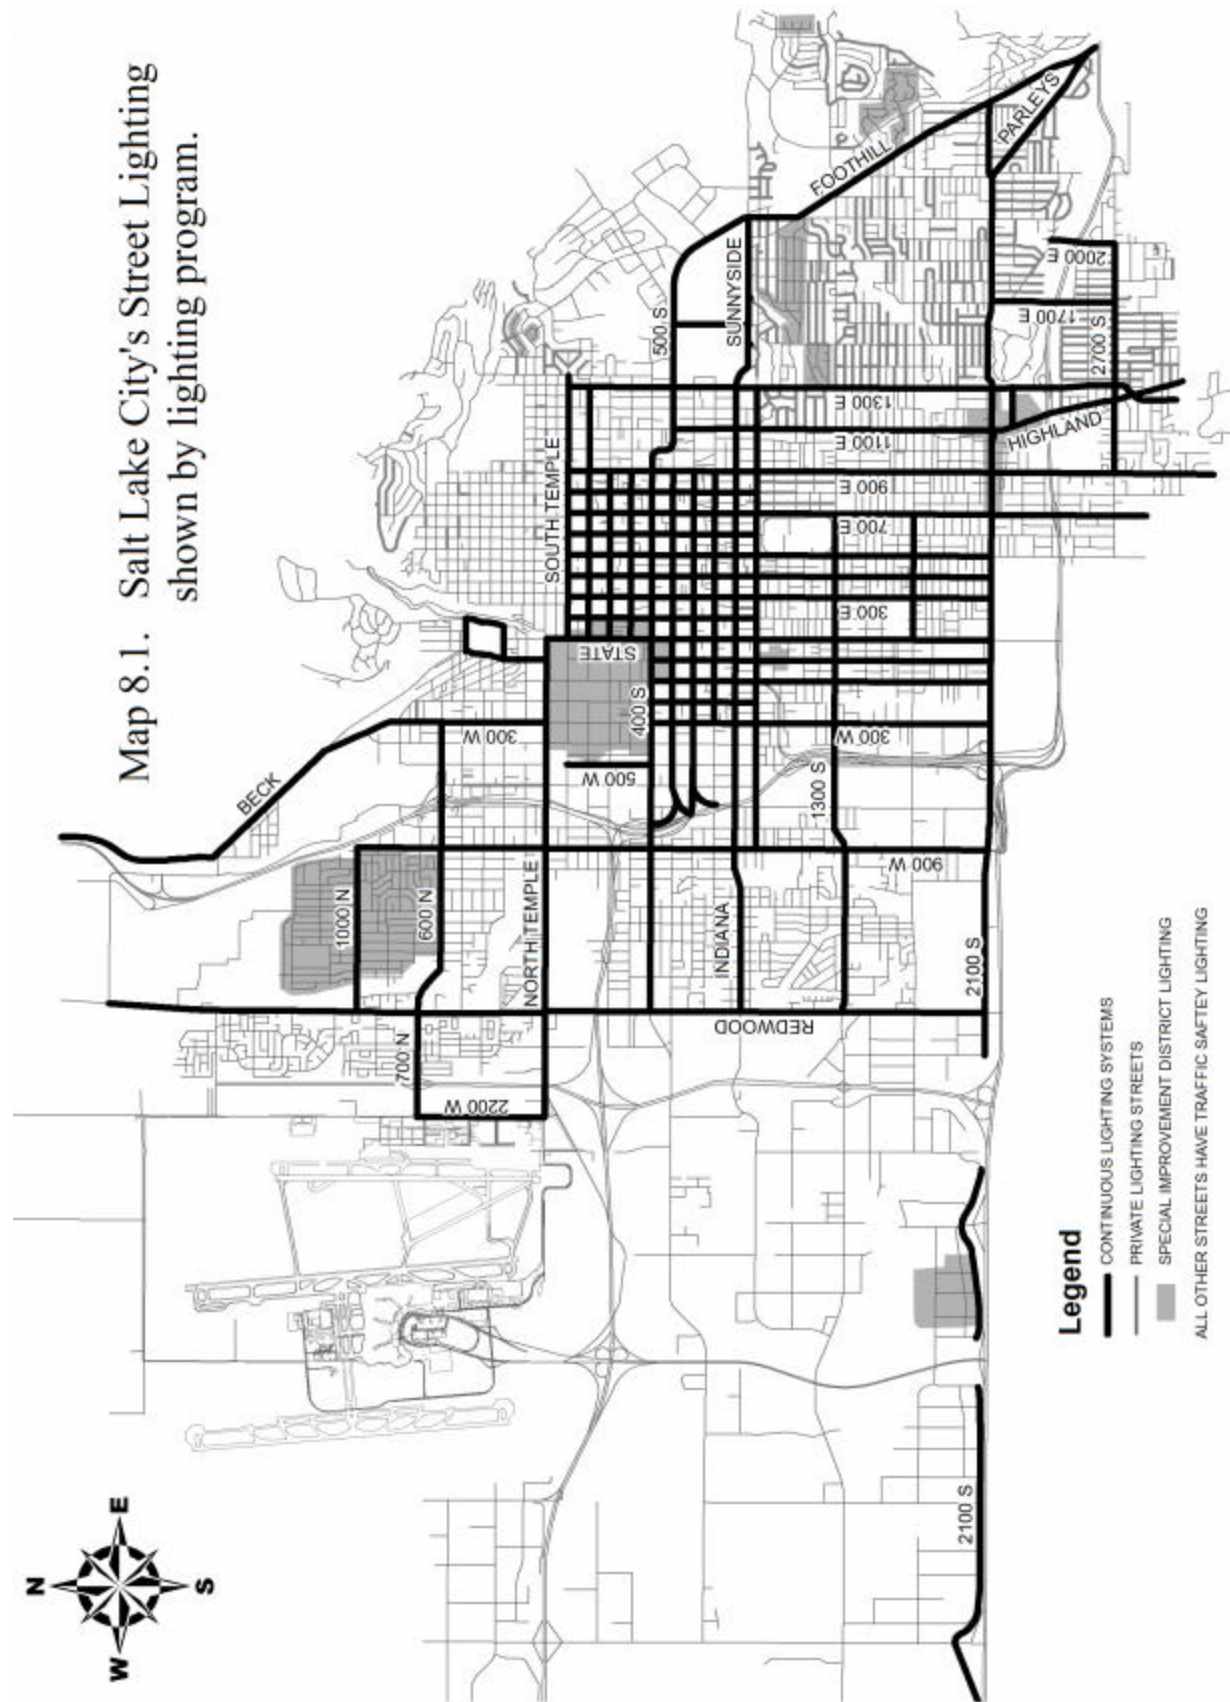 Map 8.1. Salt Lake City's Street Lighting
shown by lighting program.
N
W
E
S
BECK
300 W
1000 N
600 N
700 N
2200 W
NORTH TEMPLE
SOUTH TEMPLE
STATE
400 S
500 W
500 S
SUNNYSIDE
FOOTHILL
PARLEYS
1300 E
1100 E
900 E
700 E
300 E
300 W
1300 S
900 W
INDIANA
REDWOOD
2100 S
2000 E
1700 E
2700 S
HIGHLAND
2100 S
Legend
CONTINUOUS LIGHTING SYSTEMS
PRIVATE LIGHTING STREETS
SPECIAL IMPROVEMENT DISTRICT LIGHTING
ALL OTHER STREETS HAVE TRAFFIC SAFTEY LIGHTING